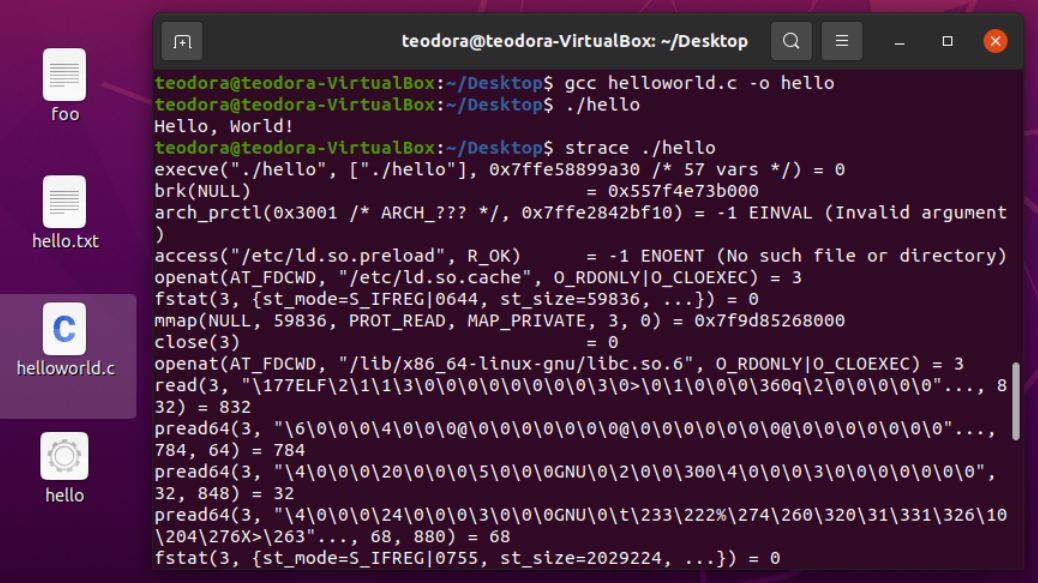 foo
hello.txt
helloworld.c
hello
teodora@teodora-VirtualBox: ~/Desktop
teodora@teodora-VirtualBox:~/Desktop$ gcc helloworld.c -o hello
teodora@teodora-VirtualBox:~/Desktop$ ./hello
Hello, World!
teodora@teodora-VirtualBox:~/Desktop$ strace ./hello
execve("./hello", ["./hello"], 0x7ffe58899a30 /* 57 vars */) = 0
brk(NULL)                               = 0x557f4e73b000
arch_prctl(0x3001 /* ARCH_??? */, 0x7ffe2842bf10) = -1 EINVAL (Invalid argument
)
access("/etc/ld.so.preload", R_OK)      = -1 ENOENT (No such file or directory)
openat(AT_FDCWD, "/etc/ld.so.cache", O_RDONLY|O_CLOEXEC) = 3
fstat(3, {st_mode=S_IFREG|0644, st_size=59836, ...}) = 0
mmap(NULL, 59836, PROT_READ, MAP_PRIVATE, 3, 0) = 0x7f9d85268000
close(3)                                = 0
openat(AT_FDCWD, "/lib/x86_64-linux-gnu/libc.so.6", O_RDONLY|O_CLOEXEC) = 3
read(3, "\177ELF\2\1\1\3\0\0\0\0\0\0\0\0\3\0>\0\1\0\0\0\360q\2\0\0\0\0\0"..., 8
32) = 832
pread64(3, "\6\0\0\0\4\0\0\0@\0\0\0\0\0\0\0@\0\0\0\0\0\0\0@\0\0\0\0\0\0\0"...,
784, 64) = 784
pread64(3, "\4\0\0\0\20\0\0\0\5\0\0\0GNU\0\2\0\0\300\4\0\0\0\3\0\0\0\0\0\0\0",
32, 848) = 32
pread64(3, "\4\0\0\0\24\0\0\0\3\0\0\0GNU\0\t\233\222%\274\260\320\31\331\326\10
\204\276X>\263"..., 68, 880) = 68
fstat(3, {st_mode=S_IFREG|0755, st_size=2029224, ...}) = 0